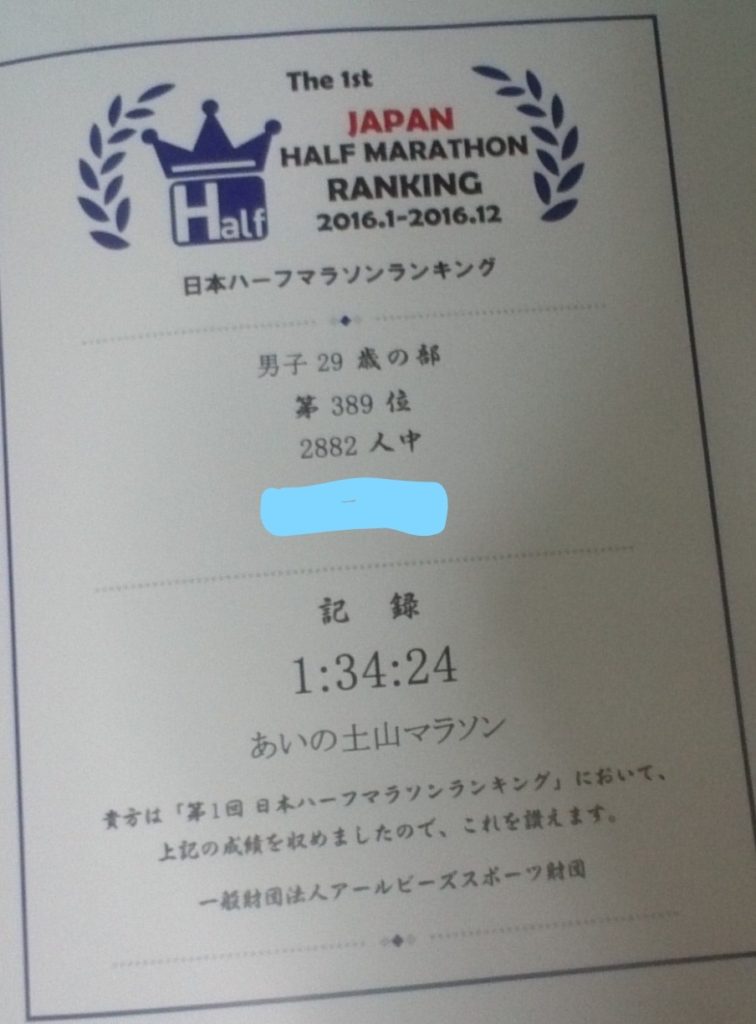 The 1st
JAPAN
HALF MARATHON
RANKING
2016.1-2016.12
Half
日本ハーフマラソンランキング
男子 29 歳の部
第 389 位
2882 人中
記 録
1:34:24
あいの土山マラソン
貴方は「第1回 日本ハーフマラソンランキング」において、
上記の成績を収めましたので、これを讃えます。
一般財団法人アールビーズスポーツ財団